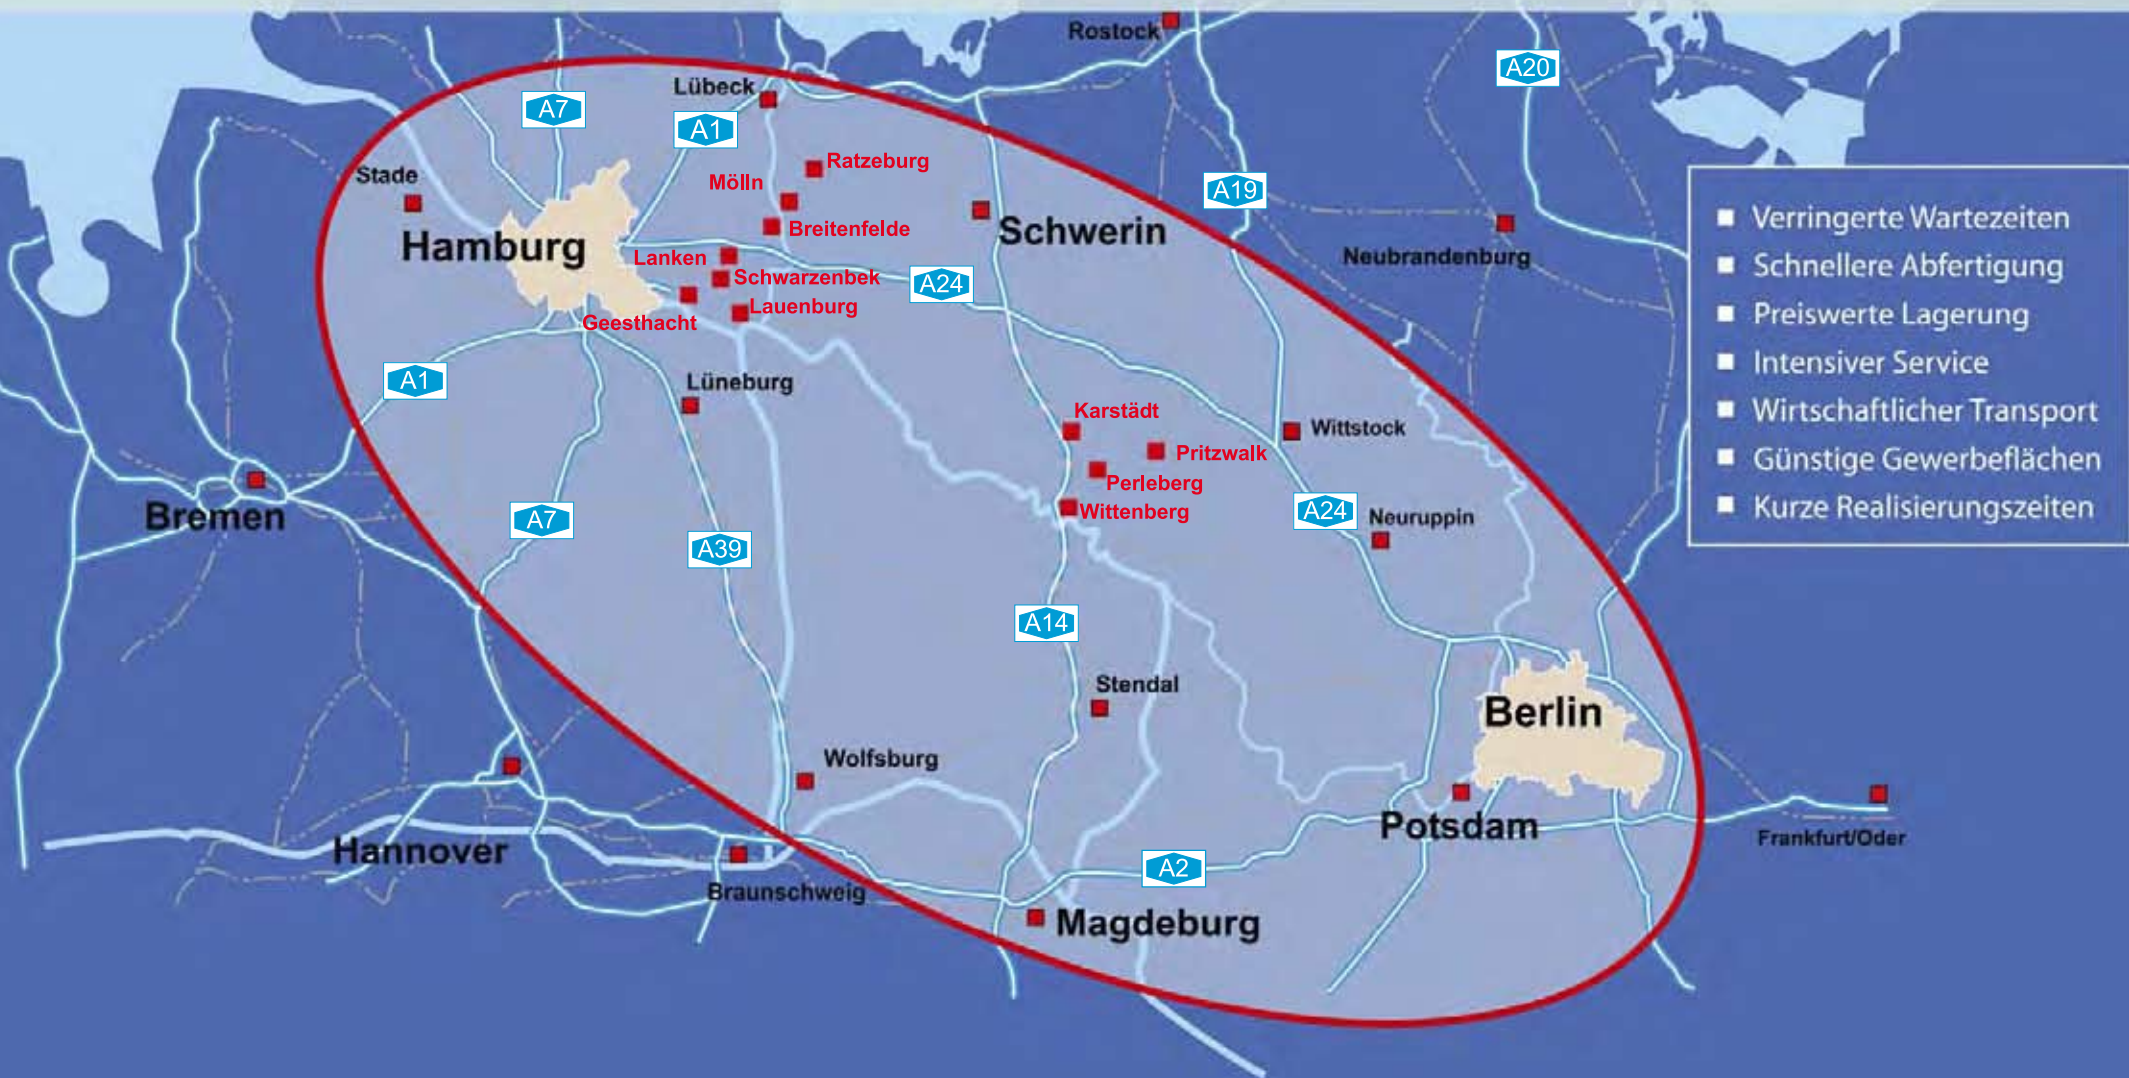 Rostock
A20
Lübeck
A7
A1
Ratzeburg
Stade
Mölln
A19
Schwerin
Breitenfelde
Hamburg
Neubrandenburg
Lanken
Schwarzenbek
A24
Lauenburg
Geesthacht
A1
Lüneburg
Karstädt
Wittstock
Pritzwalk
Perleberg
Wittenberg
A24
Neuruppin
Bremen
A7
A39
A14
Stendal
Berlin
Wolfsburg
Potsdam
Frankfurt/Oder
Hannover
A2
Braunschweig
Magdeburg
Verringerte Wartezeiten
Schnellere Abfertigung
Preiswerte Lagerung
Intensiver Service
Wirtschaftlicher Transport
Günstige Gewerbeflächen
Kurze Realisierungszeiten